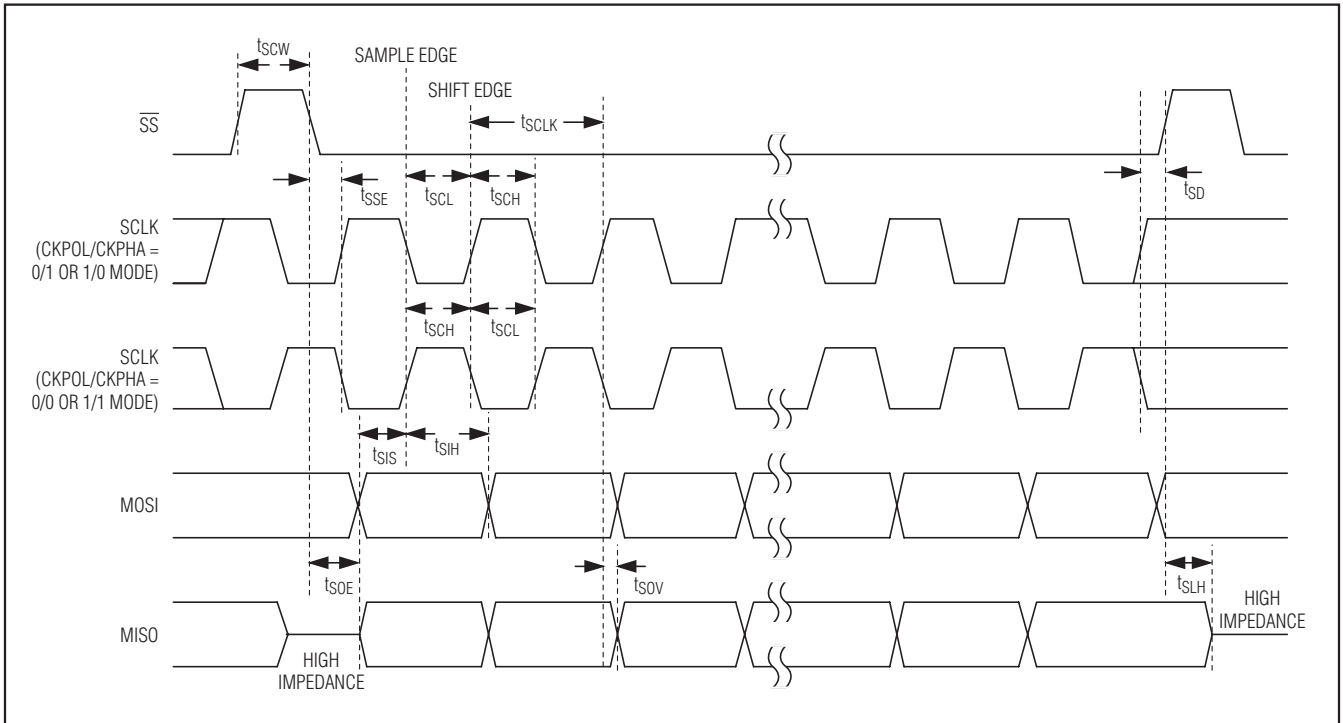 tSCW
SAMPLE EDGE
SHIFT EDGE
SS
tSCLK
tSSE
tSCL
tSCH
tSD
SCLK
(CKPOL/CKPHA =
0/1 OR 1/0 MODE)
tSCH
tSCL
SCLK
(CKPOL/CKPHA =
0/0 OR 1/1 MODE)
tSIS
tSIH
MOSI
tSOE
tSOV
tSLH
HIGH
IMPEDANCE
MISO
HIGH
IMPEDANCE